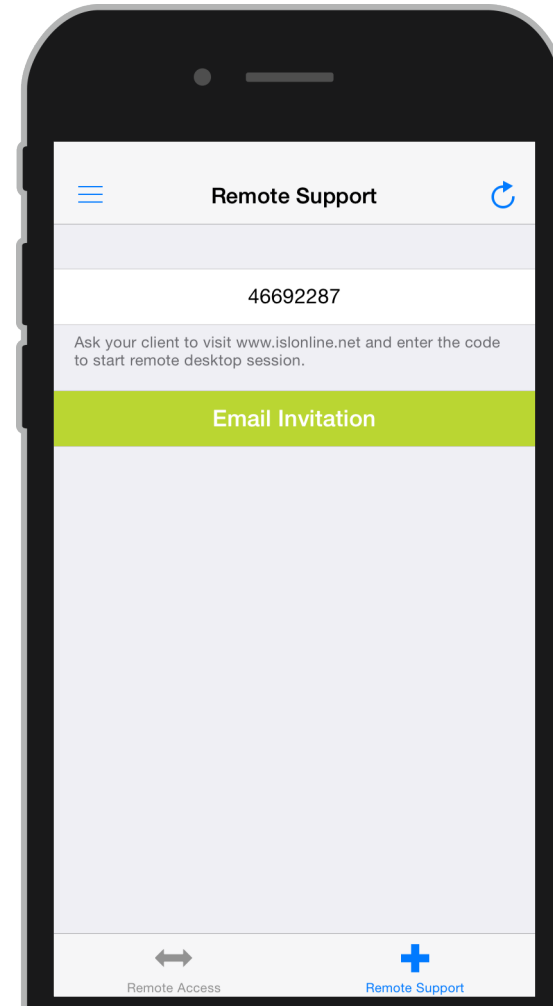 Remote Support
46692287
Ask your client to visit www.islonline.net and enter the code
to start remote desktop session.
Email Invitation
Remote Access
Remote Support